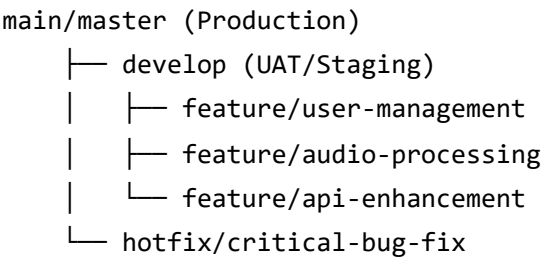 main/master (Production)
├── develop (UAT/Staging)
│   ├── feature/user-management
│   ├── feature/audio-processing
│   └── feature/api-enhancement
└── hotfix/critical-bug-fix